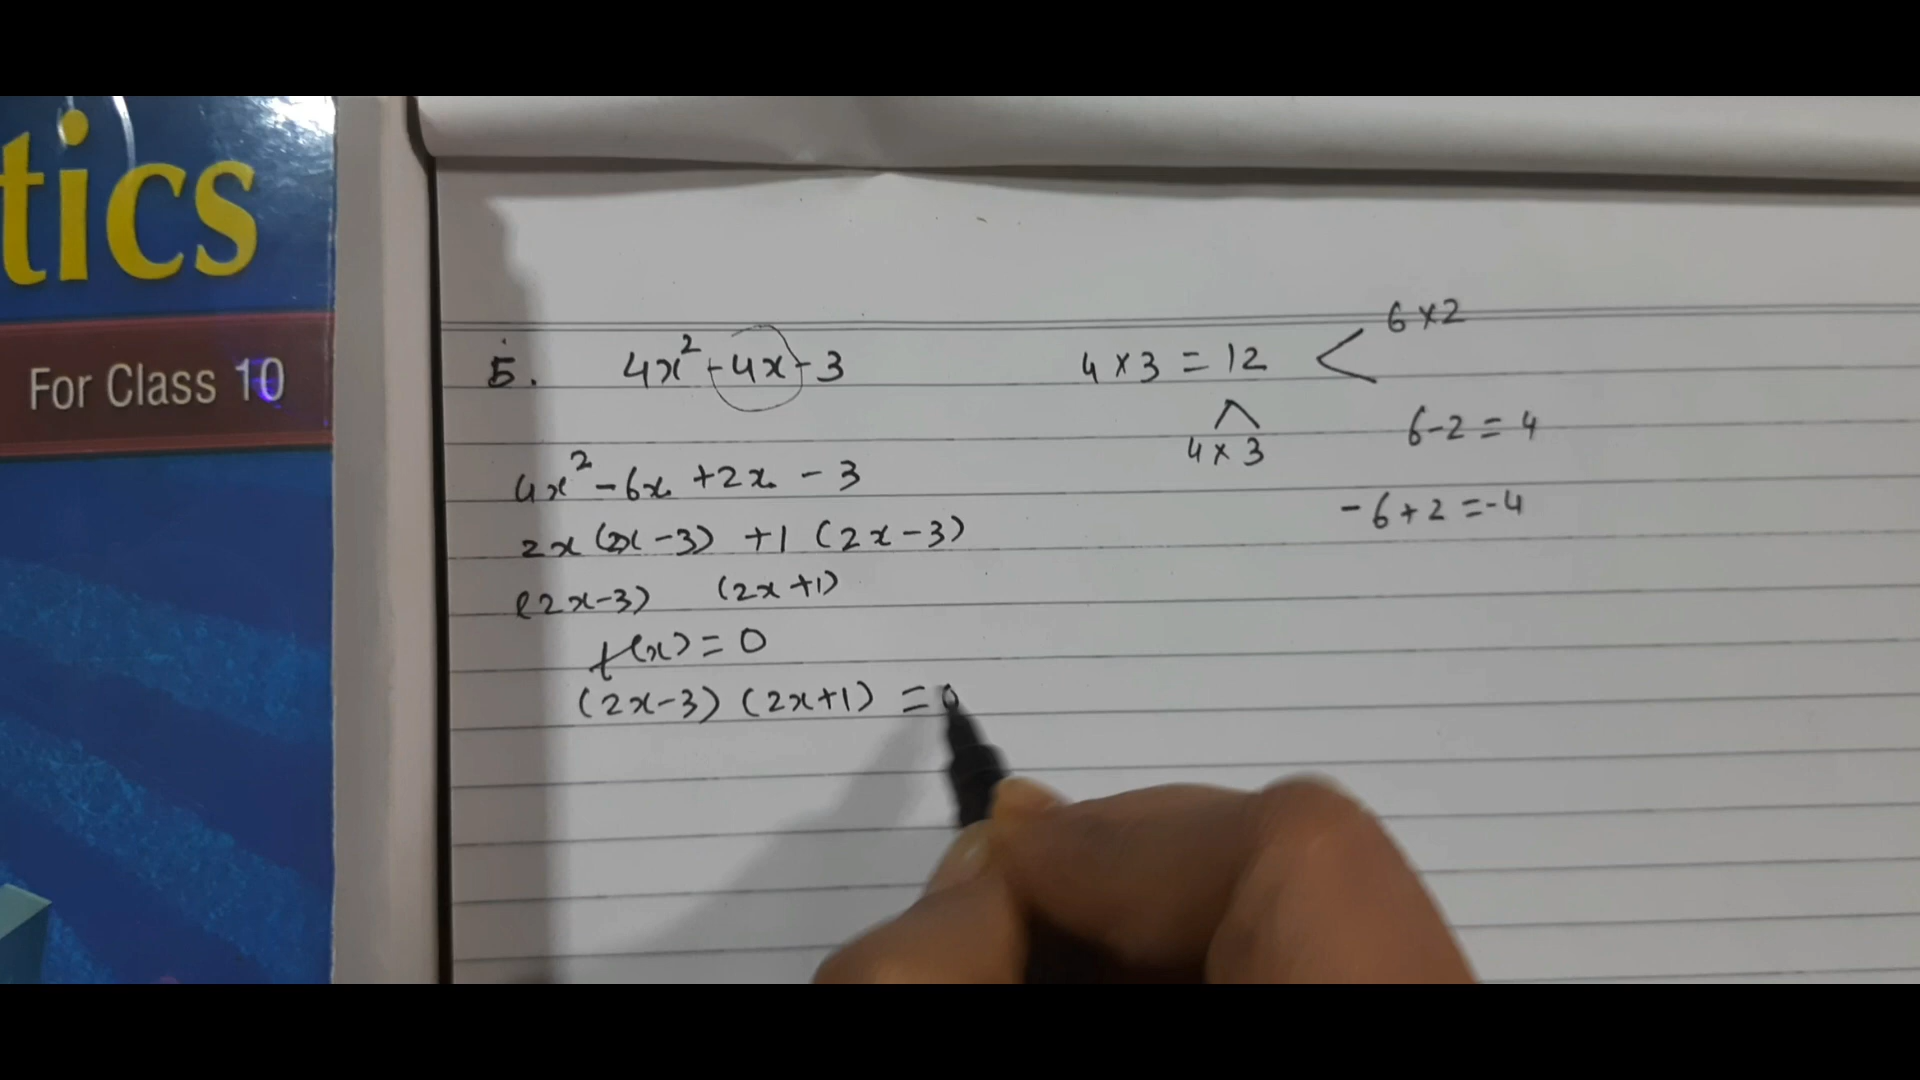 tics
For Class 10
5. 4x² - 4x - 3
4x² - 6x + 2x - 3
2x (2x - 3) + 1 (2x - 3)
(2x - 3) (2x + 1)
f(x) = 0
(2x - 3) (2x + 1) = 0
4 × 3 = 12 < 6 × 2
4 × 3
6 - 2 = 4
- 6 + 2 = - 4